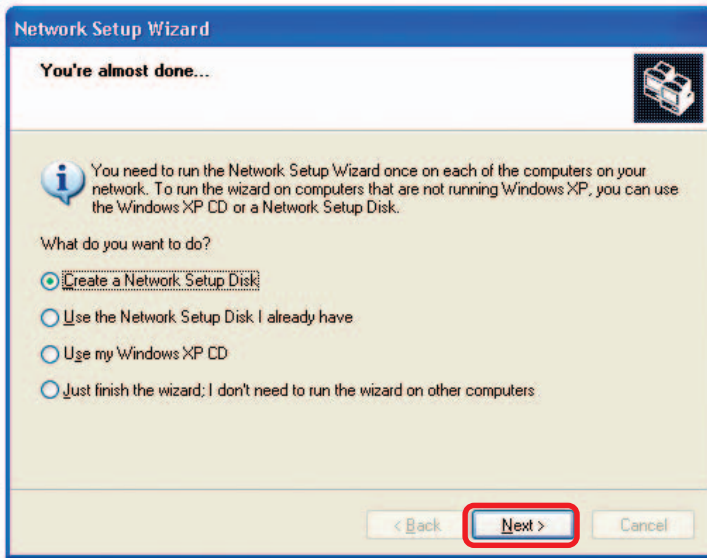 Network Setup Wizard
You're almost done...
You need to run the Network Setup Wizard once on each of the computers on your
network. To run the wizard on computers that are not running Windows XP, you can use
the Windows XP CD or a Network Setup Disk.
What do you want to do?
Create a Network Setup Disk
Use the Network Setup Disk I already have
Use my Windows XP CD
Just finish the wizard; I don't need to run the wizard on other computers
< Back Next > Cancel